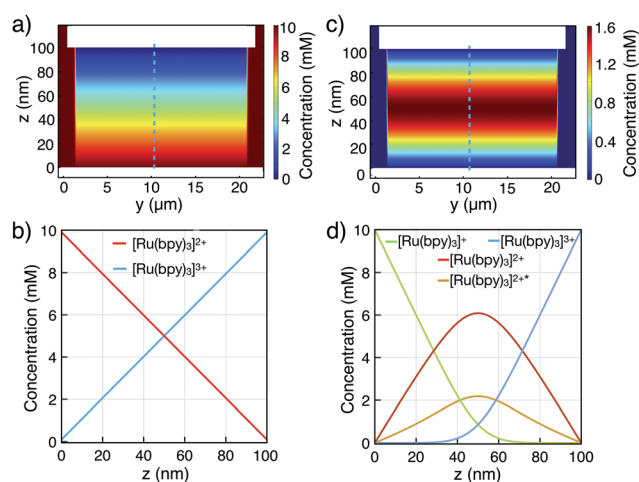 a)
z (nm)
100
80
60
40
20
0
0 5 10 15 20
y (µm)
10
8
6
4
2
0
Concentration (mM)
c)
z (nm)
100
80
60
40
20
0
0 5 10 15 20
y (µm)
1.6
1.2
0.8
0.4
0
Concentration (mM)
b)
Concentration (mM)
10
8
6
4
2
0
[Ru(bpy)₃]²⁺
[Ru(bpy)₃]³⁺
0 20 40 60 80 100
z (nm)
d)
Concentration (mM)
10
8
6
4
2
0
[Ru(bpy)₃]⁺ [Ru(bpy)₃]³⁺
[Ru(bpy)₃]²⁺
[Ru(bpy)₃]²⁺*
0 20 40 60 80 100
z (nm)